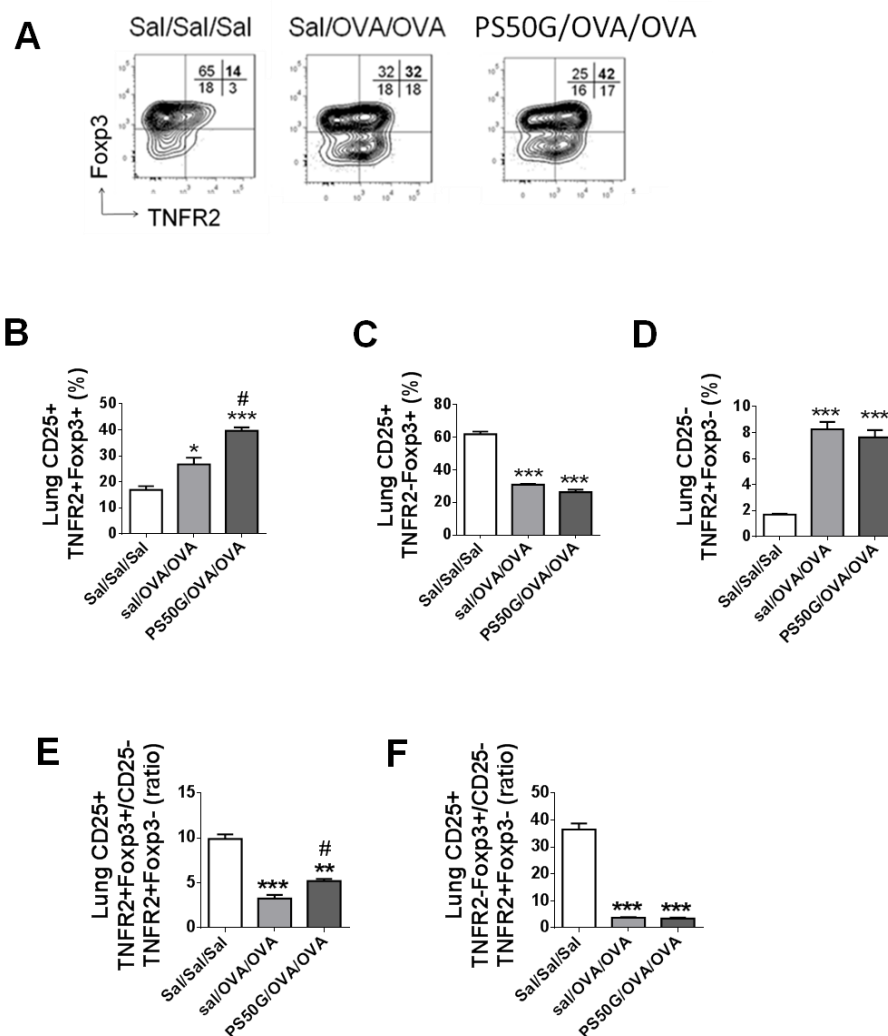 A
Sal/Sal/Sal
Sal/OVA/OVA
PS50G/OVA/OVA
65 14
18 3
32 32
18 18
25 42
16 17
Foxp3
TNFR2
B
Lung CD25+
TNFR2+Foxp3+ (%)
50
40
30
20
10
0
*
#
***
Sal/Sal/Sal
sal/OVA/OVA
PS50G/OVA/OVA
C
Lung CD25+
TNFR2-Foxp3+ (%)
80
60
40
20
0
***
***
Sal/Sal/Sal
sal/OVA/OVA
PS50G/OVA/OVA
D
Lung CD25-
TNFR2+Foxp3- (%)
10
8
6
4
2
0
***
***
Sal/Sal/Sal
sal/OVA/OVA
PS50G/OVA/OVA
E
Lung CD25+
TNFR2+Foxp3+/CD25-
TNFR2+Foxp3- (ratio)
15
10
5
0
***
#
**
Sal/Sal/Sal
sal/OVA/OVA
PS50G/OVA/OVA
F
Lung CD25+
TNFR2-Foxp3+/CD25-
TNFR2+Foxp3- (ratio)
50
40
30
20
10
0
***
***
Sal/Sal/Sal
sal/OVA/OVA
PS50G/OVA/OVA